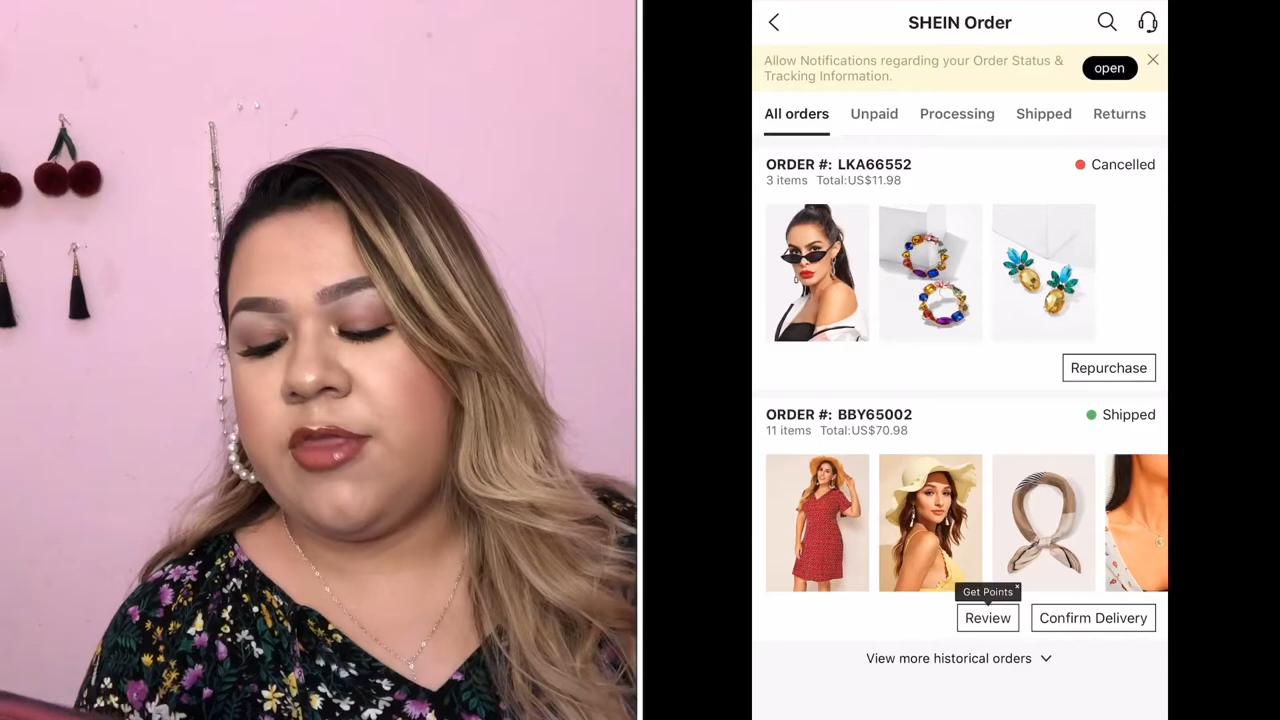 SHEIN Order
Allow Notifications regarding your Order Status &
Tracking Information.
open
All orders Unpaid Processing Shipped Returns
ORDER #: LKA66552
Cancelled
3 items Total:US$11.98
Repurchase
ORDER #: BBY65002
Shipped
11 items Total:US$70.98
Get Points
Review
Confirm Delivery
View more historical orders